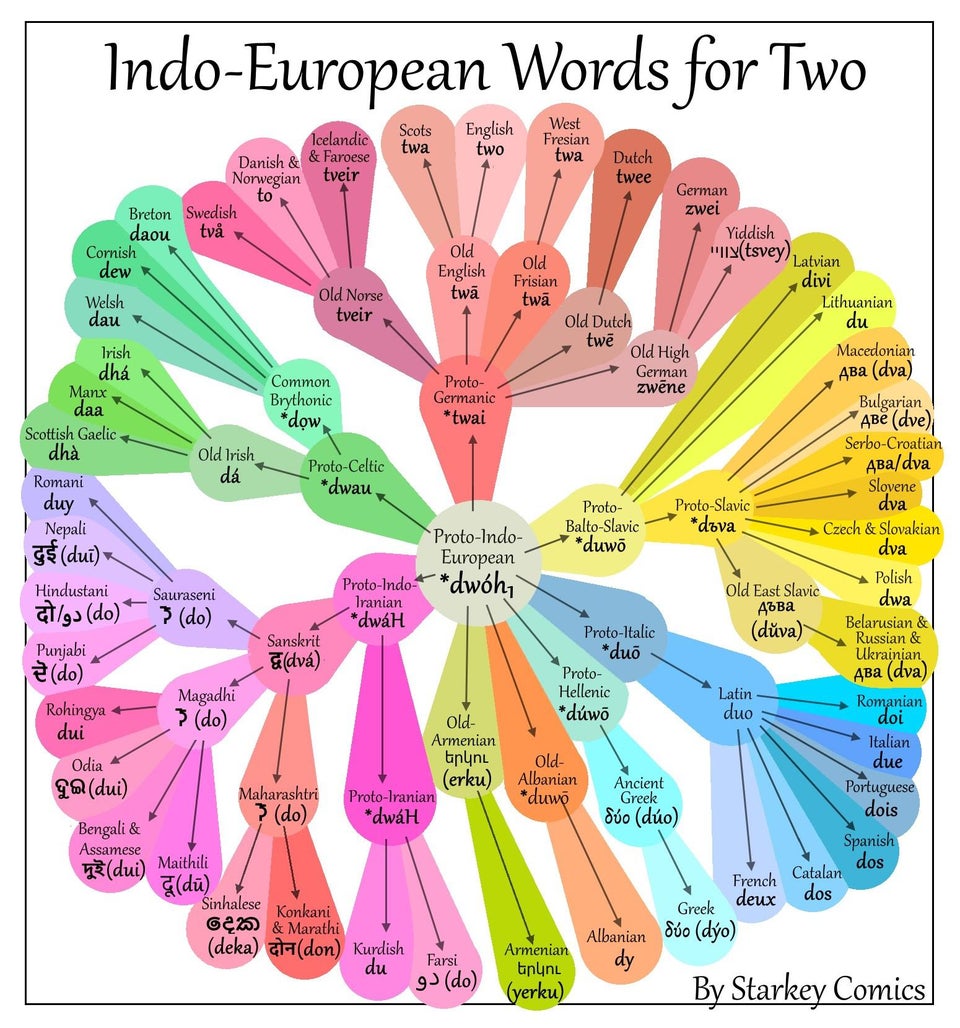 Indo-European Words for Two
Scots
twa
English
two
West
Fresian
twa
Dutch
twee
German
zwei
Yiddish
צוויי(tsvey)
Icelandic
& Faroese
tveir
Danish &
Norwegian
to
Swedish
två
Old Norse
tveir
Old
English
twā
Old
Frisian
twā
Old Dutch
twē
Old High
German
zwēne
Proto-
Germanic
*twai
Breton
daou
Cornish
dew
Welsh
dau
Common
Brythonic
*dọw
Irish
dhá
Manx
daa
Scottish Gaelic
dhà
Old Irish
dá
Proto-Celtic
*dwau
Latvian
divi
Lithuanian
du
Macedonian
два (dva)
Bulgarian
две (dve)
Serbo-Croatian
два/dva
Slovene
dva
Czech & Slovakian
dva
Polish
dwa
Belarusian &
Russian &
Ukrainian
два (dva)
Old East Slavic
дъва
(dŭva)
Proto-Slavic
*dъva
Proto-
Balto-Slavic
*duwō
Proto-Indo-
European
*dwóh₁
Proto-Indo-
Iranian
*dwáH
Sanskrit
द्व(dvá)
Sauraseni
(do)
Romani
duy
Nepali
दुई (duī)
Hindustani
दो/دو (do)
Punjabi
ਦੋ (do)
Magadhi
(do)
Rohingya
dui
Odia
ଦୁଇ (dui)
Bengali &
Assamese
দুই(dui)
Maithili
दू (dū)
Maharashtri
(do)
Sinhalese
දෙක
(deka)
Konkani
& Marathi
दोन (don)
Proto-Iranian
*dwáH
Kurdish
du
Farsi
دو (do)
Old-
Armenian
երկու
(erku)
Armenian
երկու
(yerku)
Old-
Albanian
*duwō
Albanian
dy
Proto-
Hellenic
*dúwō
Ancient
Greek
δύο (dúo)
Greek
δύο (dýo)
Proto-Italic
*duō
Latin
duo
Romanian
doi
Italian
due
Portuguese
dois
Spanish
dos
Catalan
dos
French
deux
By Starkey Comics